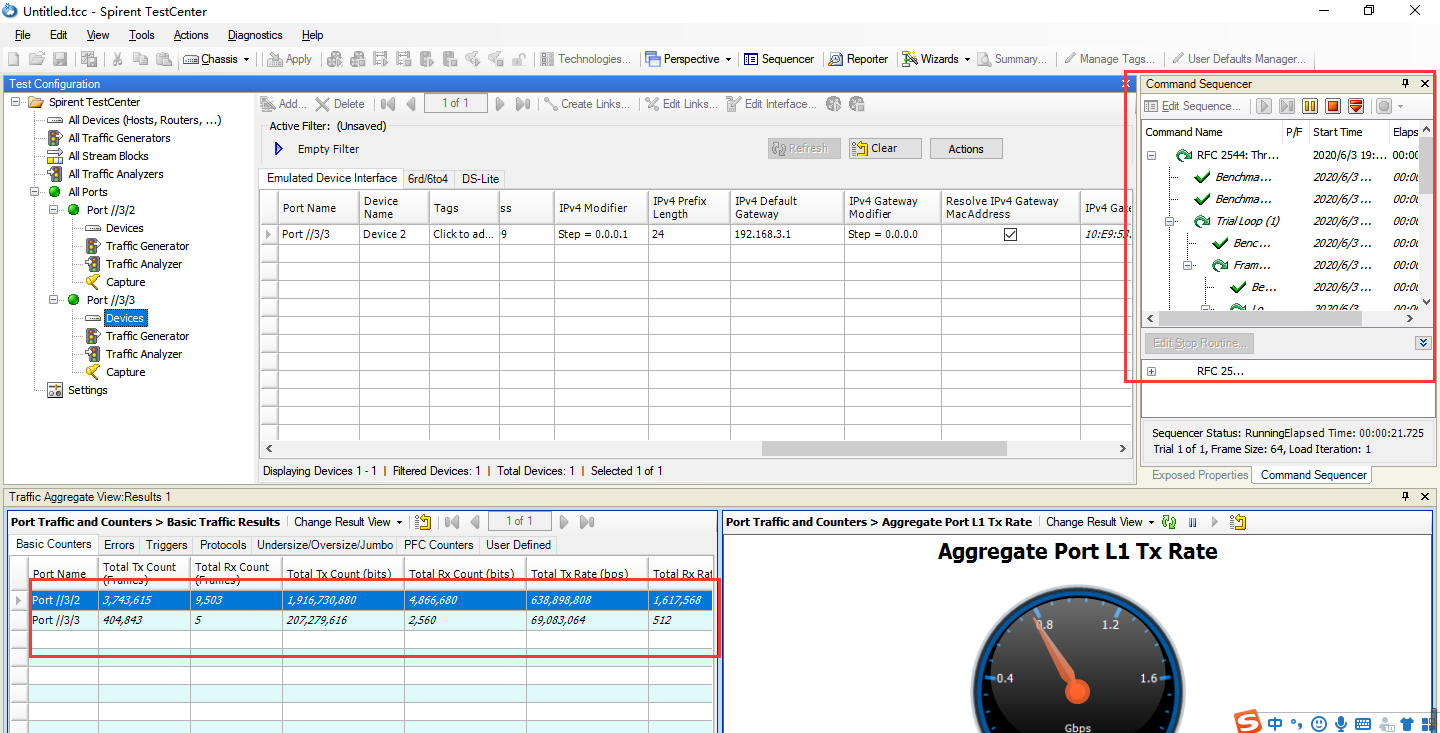 Untitled.tcc - Spirent TestCenter
File Edit View Tools Actions Diagnostics Help
Chassis Apply Technologies... Perspective Sequencer Reporter Wizards Summary... Manage Tags... User Defaults Manager...
Test Configuration
Spirent TestCenter
All Devices (Hosts, Routers, ...)
All Traffic Generators
All Stream Blocks
All Traffic Analyzers
All Ports
Port //3/2
Devices
Traffic Generator
Traffic Analyzer
Capture
Port //3/3
Devices
Traffic Generator
Traffic Analyzer
Capture
Settings
Add... Delete 1 of 1 Create Links... Edit Links... Edit Interface...
Active Filter: (Unsaved)
Empty Filter Refresh Clear Actions
Emulated Device Interface 6rd/6to4 DS-Lite
Port Name Device Name Tags ss IPv4 Modifier IPv4 Prefix Length IPv4 Default Gateway IPv4 Gateway Modifier Resolve IPv4 Gateway MacAddress IPv4 Gate
Port //3/3 Device 2 Click to ad... 9 Step = 0.0.0.1 24 192.168.3.1 Step = 0.0.0.0 10:E9:53
Displaying Devices 1 - 1 | Filtered Devices: 1 | Total Devices: 1 | Selected 1 of 1
Command Sequencer
Edit Sequence...
Command Name P/F Start Time Elaps
RFC 2544: Thr... 2020/6/3 19:... 00:00
Benchma... 2020/6/3 ... 00:00
Benchma... 2020/6/3 ... 00:00
Trial Loop (1) 2020/6/3 ... 00:00
Benc... 2020/6/3 ... 00:00
Fram... 2020/6/3 ... 00:00
Be... 2020/6/3 ... 00:00
Lo... 2020/6/3 ... 00:00
Edit Stop Routine...
RFC 25...
Sequencer Status: RunningElapsed Time: 00:00:21.725
Trial 1 of 1, Frame Size: 64, Load Iteration: 1
Exposed Properties Command Sequencer
Traffic Aggregate View:Results 1
Port Traffic and Counters > Basic Traffic Results Change Result View 1 of 1
Basic Counters Errors Triggers Protocols Undersize/Oversize/Jumbo PFC Counters User Defined
Port Name Total Tx Count (Frames) Total Rx Count (Frames) Total Tx Count (bits) Total Rx Count (bits) Total Tx Rate (bps) Total Rx Rat
Port //3/2 3,743,615 9,503 1,916,730,880 4,866,680 638,898,808 1,617,568
Port //3/3 404,843 5 207,279,616 2,560 69,083,064 512
Port Traffic and Counters > Aggregate Port L1 Tx Rate Change Result View
Aggregate Port L1 Tx Rate
0.8 1.2
0.4 1.6
Gbps
中